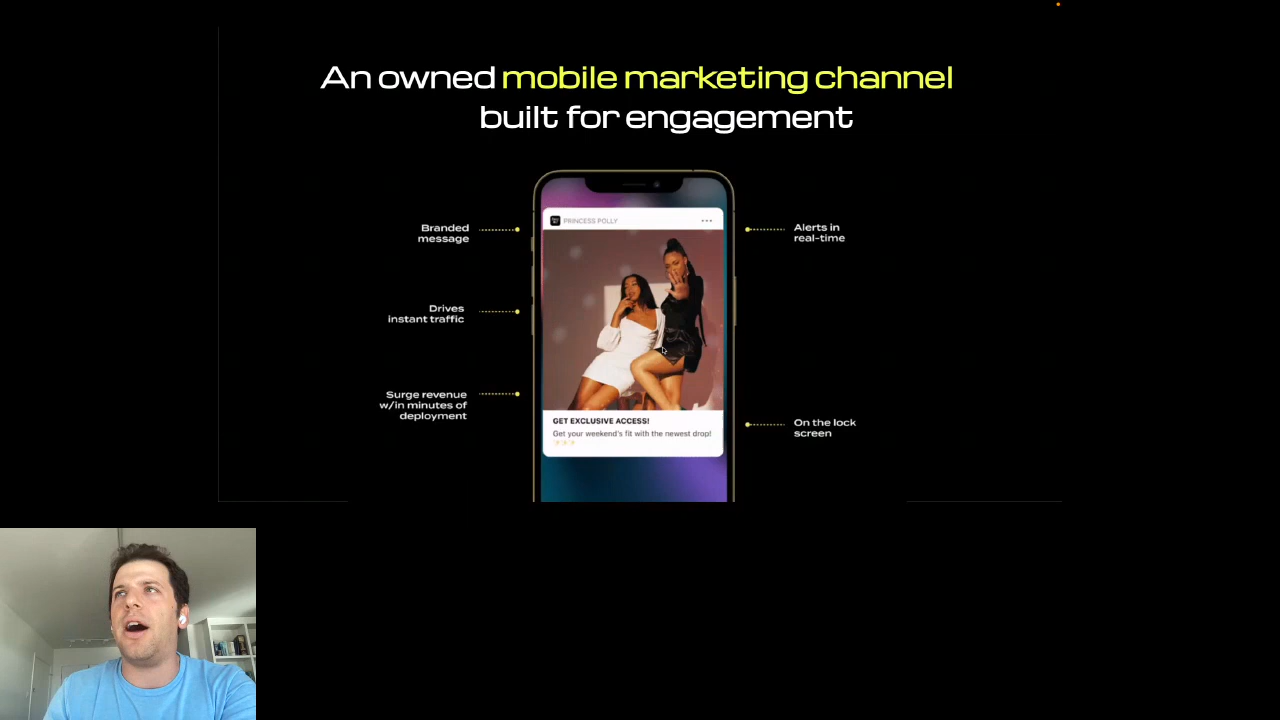 An owned mobile marketing channel
built for engagement
PRINCESS POLLY
Branded
message
Alerts in
real-time
Drives
instant traffic
Surge revenue
w/in minutes of
deployment
GET EXCLUSIVE ACCESS!
Get your weekend's fit with the newest drop!
On the lock
screen